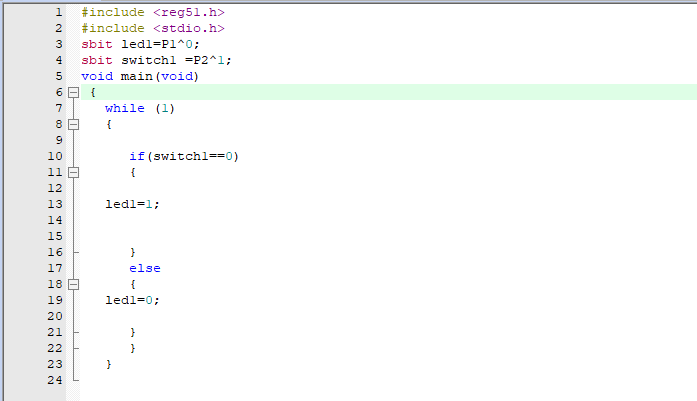 1 #include <reg51.h>
2 #include <stdio.h>
3 sbit led1=P1^0;
4 sbit switch1 =P2^1;
5 void main(void)
6 {
7 while (1)
8 {
9
10 if(switch1==0)
11 {
12
13 led1=1;
14
15
16 }
17 else
18 {
19 led1=0;
20
21 }
22 }
23 }
24